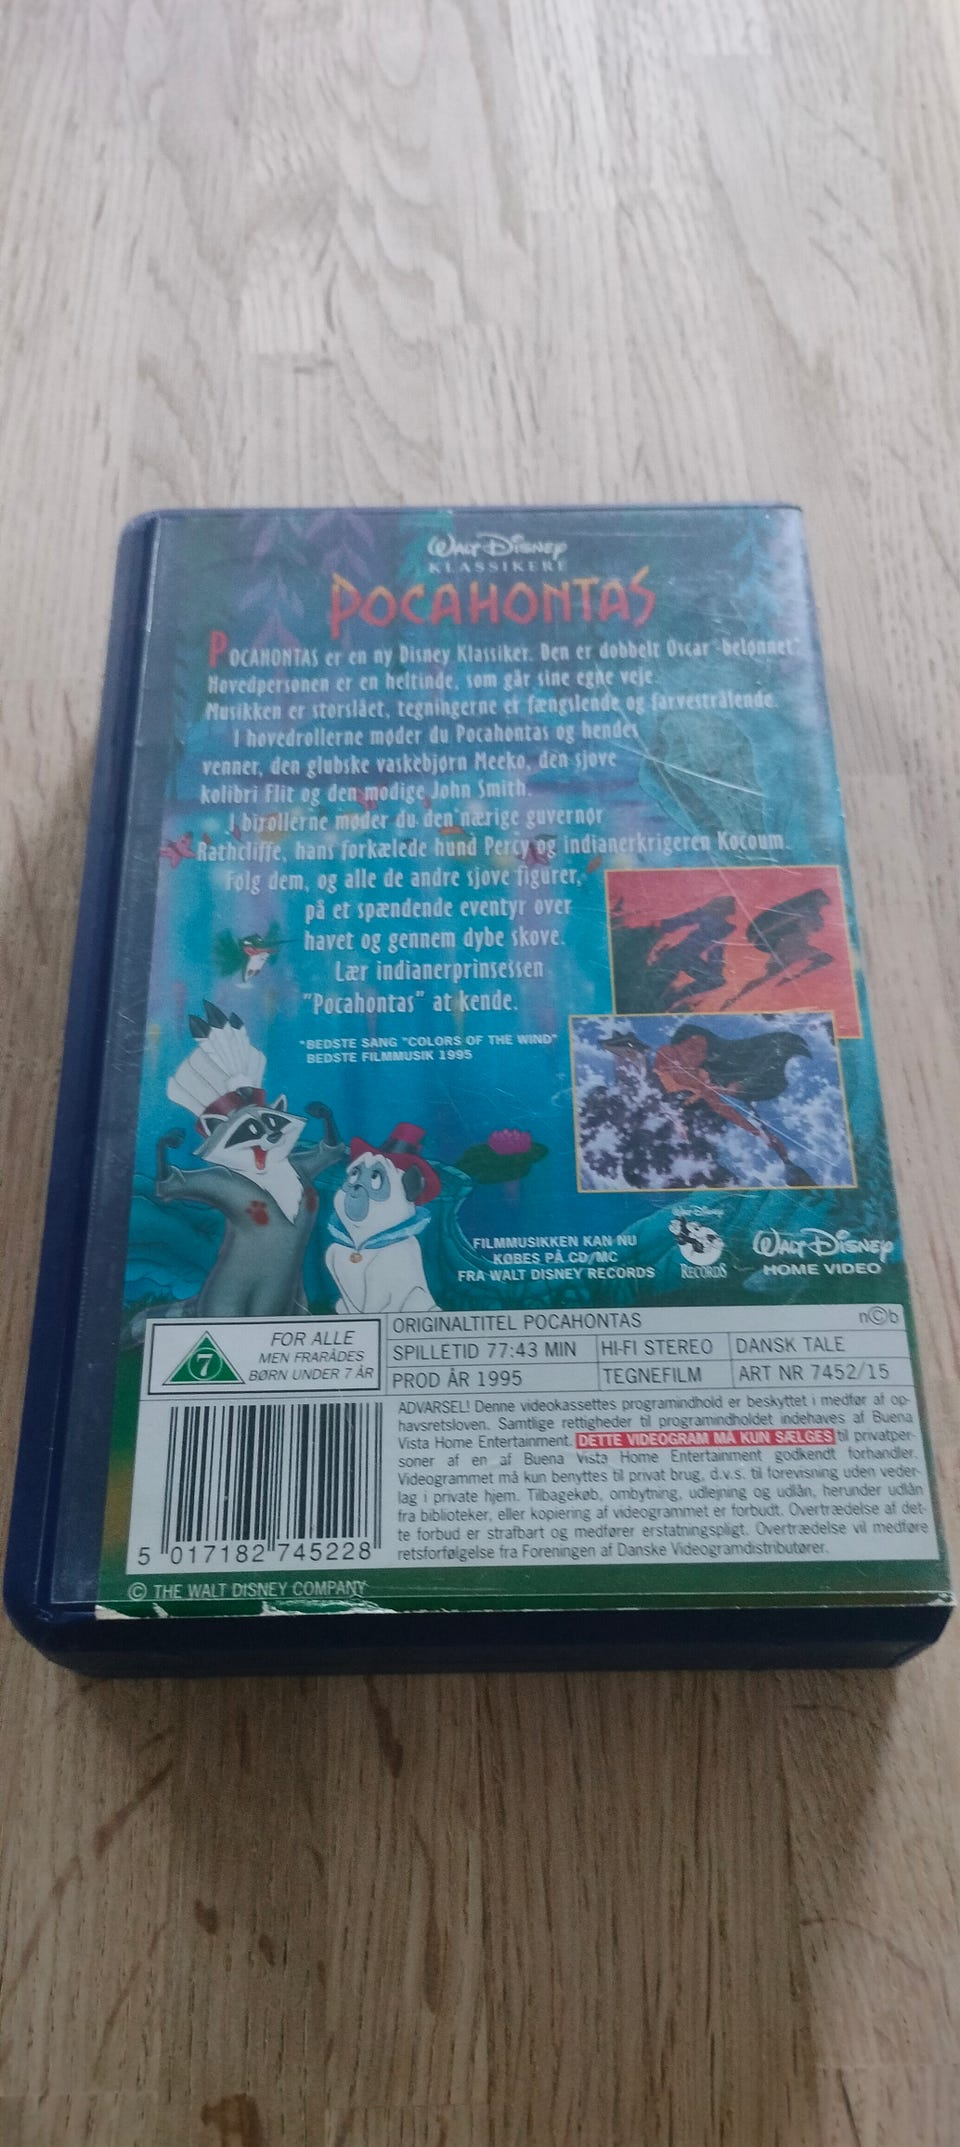 Walt Disney
KLASSIKERE
POCAHONTAS
POCAHONTAS er en ny Disney Klassiker. Den er dobbelt Oscar*-belønnet.
Hovedpersonen er en heltinde, som går sine egne veje.
Musikken er storslået, tegningerne er fængslende og farvestrålende.
I hovedrollerne møder du Pocahontas og hendes
venner, den glubske vaskebjørn Meeko, den sjove
kolibri Flit og den modige John Smith.
I birollerne møder du den nærige guvernør
Rathcliffe, hans forkælede hund Percy og indianerkrigeren Kocoum.
Følg dem, og alle de andre sjove figurer,
på et spændende eventyr over
havet og gennem dybe skove.
Lær indianerprinsessen
"Pocahontas" at kende.
*BEDSTE SANG "COLORS OF THE WIND"
BEDSTE FILMMUSIK 1995
FILMMUSIKKEN KAN NU
KØBES PÅ CD/MC
FRA WALT DISNEY RECORDS
Walt Disney
RECORDS
Walt Disney
HOME VIDEO
7
FOR ALLE
MEN FRARÅDES
BØRN UNDER 7 ÅR
ORIGINALTITEL POCAHONTAS n©b
SPILLETID 77:43 MIN HI-FI STEREO DANSK TALE
PROD ÅR 1995 TEGNEFILM ART NR 7452/15
ADVARSEL! Denne videokassettes programindhold er beskyttet i medfør af op-
havsretsloven. Samtlige rettigheder til programindholdet indehaves af Buena
Vista Home Entertainment. DETTE VIDEOGRAM MÅ KUN SÆLGES til privatper-
soner af en af Buena Vista Home Entertainment godkendt forhandler.
Videogrammet må kun benyttes til privat brug, d.v.s. til forevisning uden veder-
lag i private hjem. Tilbagekøb, ombytning, udlejning og udlån, herunder udlån
fra biblioteker, eller kopiering af videogrammet er forbudt. Overtrædelse af det-
te forbud er strafbart og medfører erstatningspligt. Overtrædelse vil medføre
retsforfølgelse fra Foreningen af Danske Videogramdistributører.
5 017182 745228
© THE WALT DISNEY COMPANY